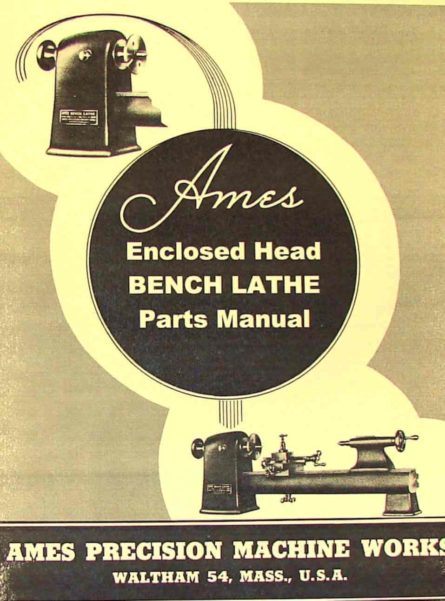 Ames
Enclosed Head
BENCH LATHE
Parts Manual
AMES PRECISION MACHINE WORKS
WALTHAM 54, MASS., U.S.A.